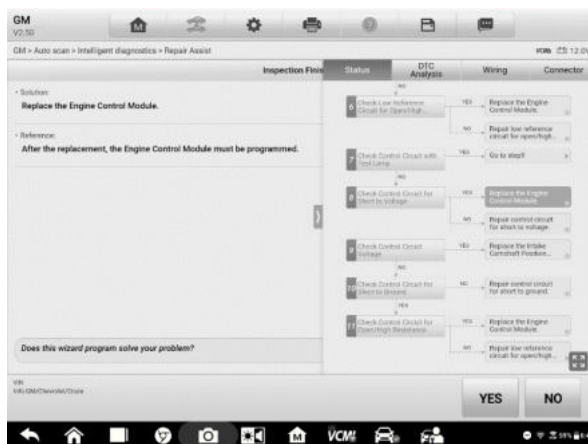 GM
V2.50
GM > Auto scan > Intelligent diagnostics > Repair Assist
12.0V
Inspection Finis
Status
DTC Analysis
Wiring
Connector
• Solution:
Replace the Engine Control Module.
• Reference:
After the replacement, the Engine Control Module must be programmed.
NO
6 Check Low Reference Circuit for Open/High...
YES
Replace the Engine Control Module.
NO
Repair low reference circuit for open/high...
7 Check Control Circuit with Test Lamp
YES
Go to step9
NO
8 Check Control Circuit for Short to Voltage
YES
Replace the Engine Control Module.
NO
Repair control circuit for short to voltage.
9 Check Control Circuit Voltage
YES
Replace the Intake Camshaft Position...
NO
10 Check Control Circuit for Short to Ground
NO
Repair control circuit for short to ground.
YES
11 Check Control Circuit for Open/High Resistance
YES
Replace the Engine Control Module.
NO
Repair low reference circuit for open/high...
Does this wizard program solve your problem?
VIN
Info:GM/Chevrolet/Cruze
YES
NO
VCMI